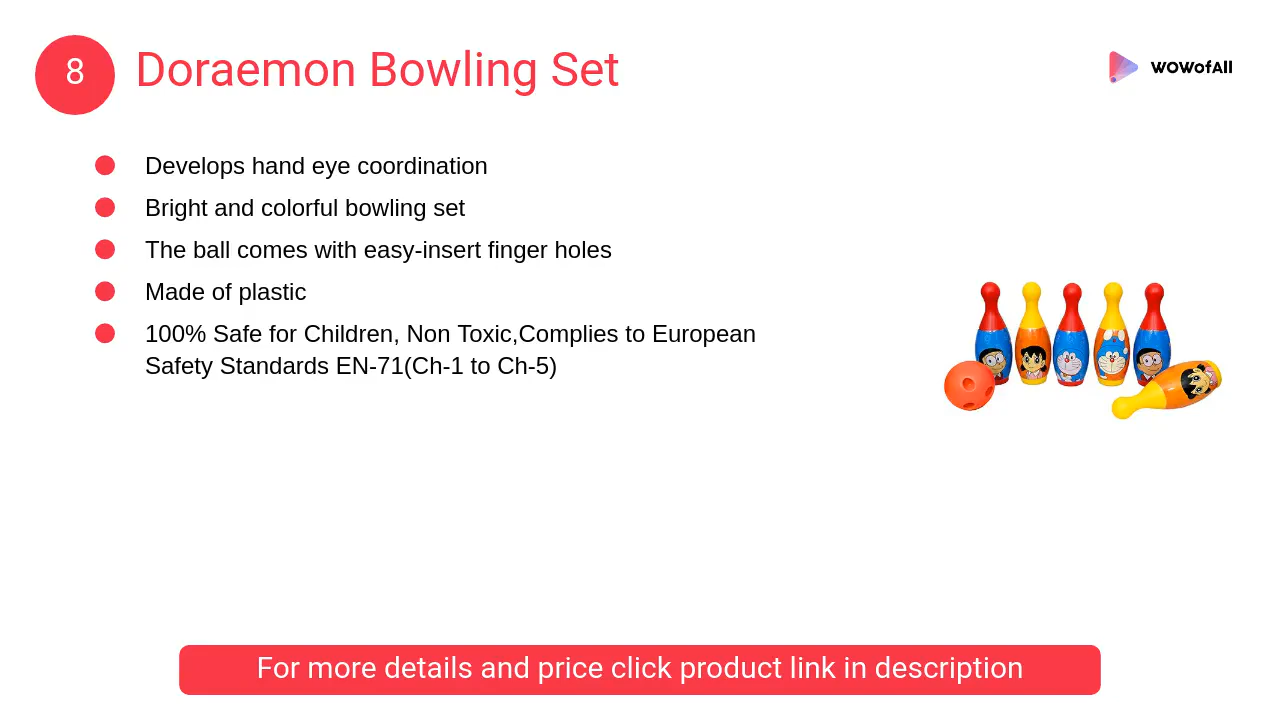 8
Doraemon Bowling Set
WOWofAll
Develops hand eye coordination
Bright and colorful bowling set
The ball comes with easy-insert finger holes
Made of plastic
100% Safe for Children, Non Toxic,Complies to European
Safety Standards EN-71(Ch-1 to Ch-5)
For more details and price click product link in description